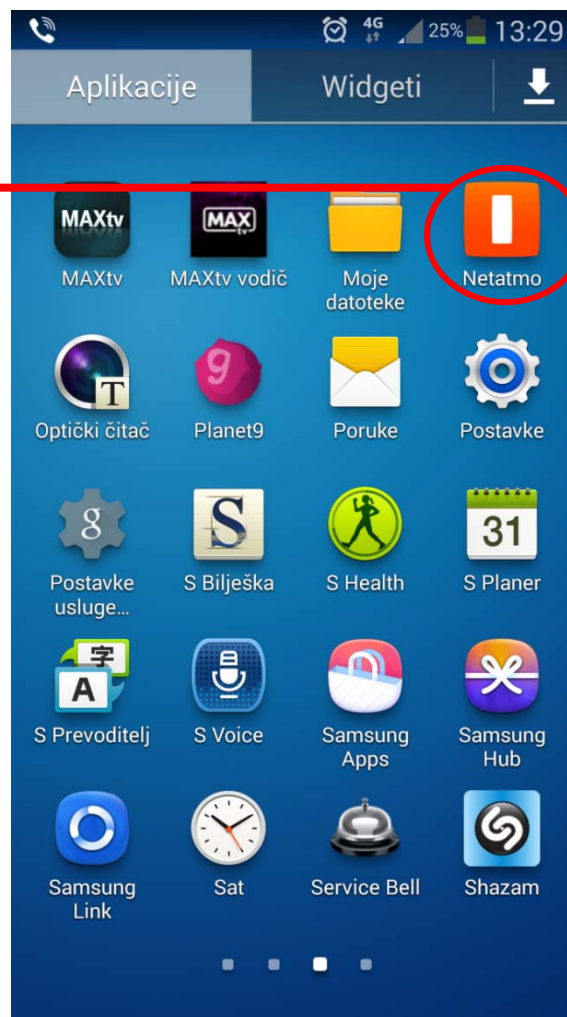 4G 25% 13:29
Aplikacije Widgeti
MAXtv MAX tv
MAXtv MAXtv vodič Moje datoteke Netatmo
T 9
Optički čitač Planet9 Poruke Postavke
g S 31
Postavke usluge... S Bilješka S Health S Planer
字 A
S Prevoditelj S Voice Samsung Apps Samsung Hub
Samsung Link Sat Service Bell Shazam